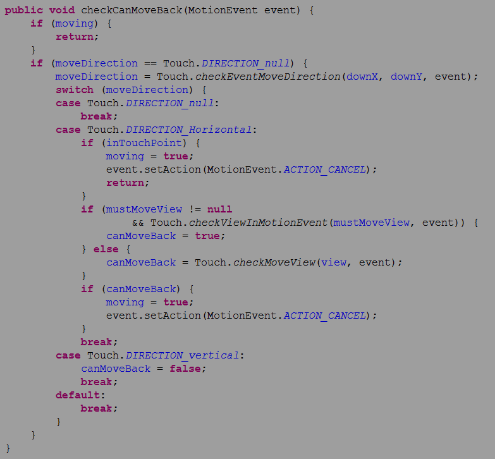 public void checkCanMoveBack(MotionEvent event) {
    if (moving) {
        return;
    }
    if (moveDirection == Touch.DIRECTION_null) {
        moveDirection = Touch.checkEventMoveDirection(downX, downY, event);
        switch (moveDirection) {
        case Touch.DIRECTION_null:
            break;
        case Touch.DIRECTION_Horizontal:
            if (inTouchPoint) {
                moving = true;
                event.setAction(MotionEvent.ACTION_CANCEL);
                return;
            }
            if (mustMoveView != null
                    && Touch.checkViewInMotionEvent(mustMoveView, event)) {
                canMoveBack = true;
            } else {
                canMoveBack = Touch.checkMoveView(view, event);
            }
            if (canMoveBack) {
                moving = true;
                event.setAction(MotionEvent.ACTION_CANCEL);
            }
            break;
        case Touch.DIRECTION_vertical:
            canMoveBack = false;
            break;
        default:
            break;
        }
    }
}